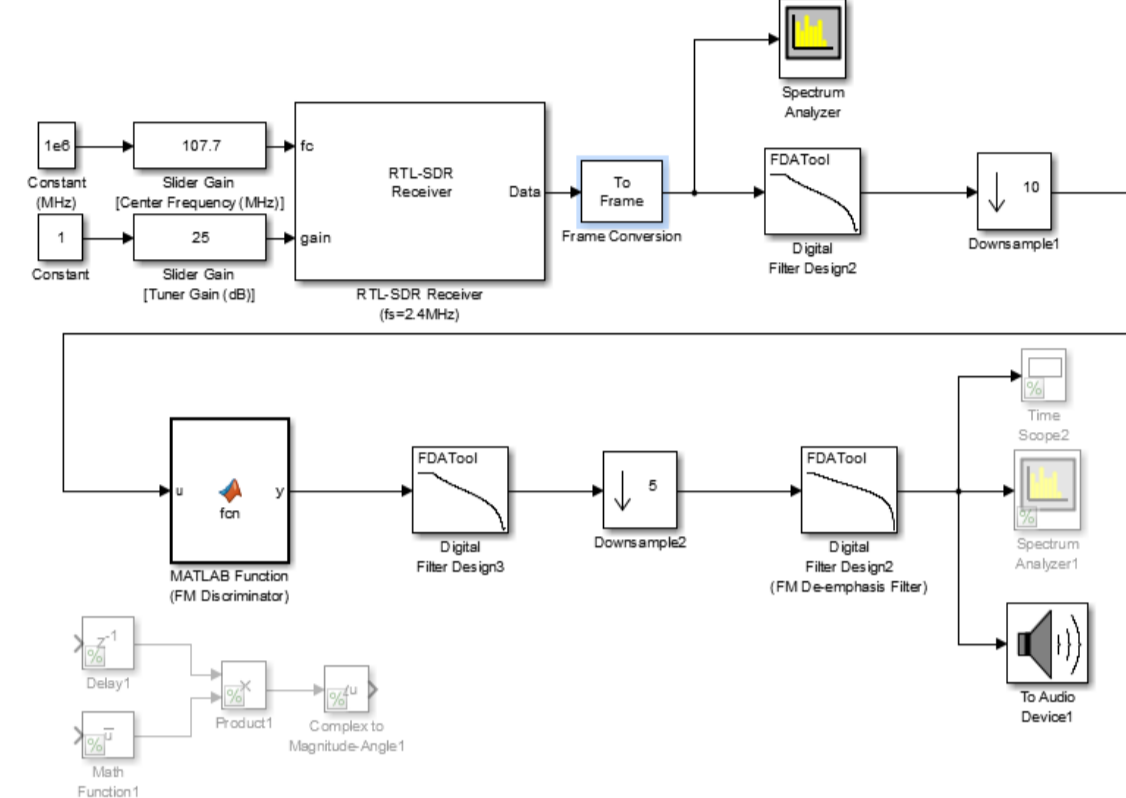 Spectrum
Analyzer
1e6
Constant
(MHz)
107.7
Slider Gain
[Center Frequency (MHz)]
1
Constant
25
Slider Gain
[Tuner Gain (dB)]
fc
gain
RTL-SDR
Receiver
Data
RTL-SDR Receiver
(fs=2.4MHz)
To
Frame
Frame Conversion
FDATool
Digital
Filter Design2
10
Downsample1
u
fcn
y
MATLAB Function
(FM Discriminator)
FDATool
Digital
Filter Design3
5
Downsample2
FDATool
Digital
Filter Design2
(FM De-emphasis Filter)
%
Time
Scope2
%
Spectrum
Analyzer1
To Audio
Device1
z-1
%
Delay1
u
%
Math
Function1
×
%
Product1
u
%
Complex to
Magnitude-Angle1